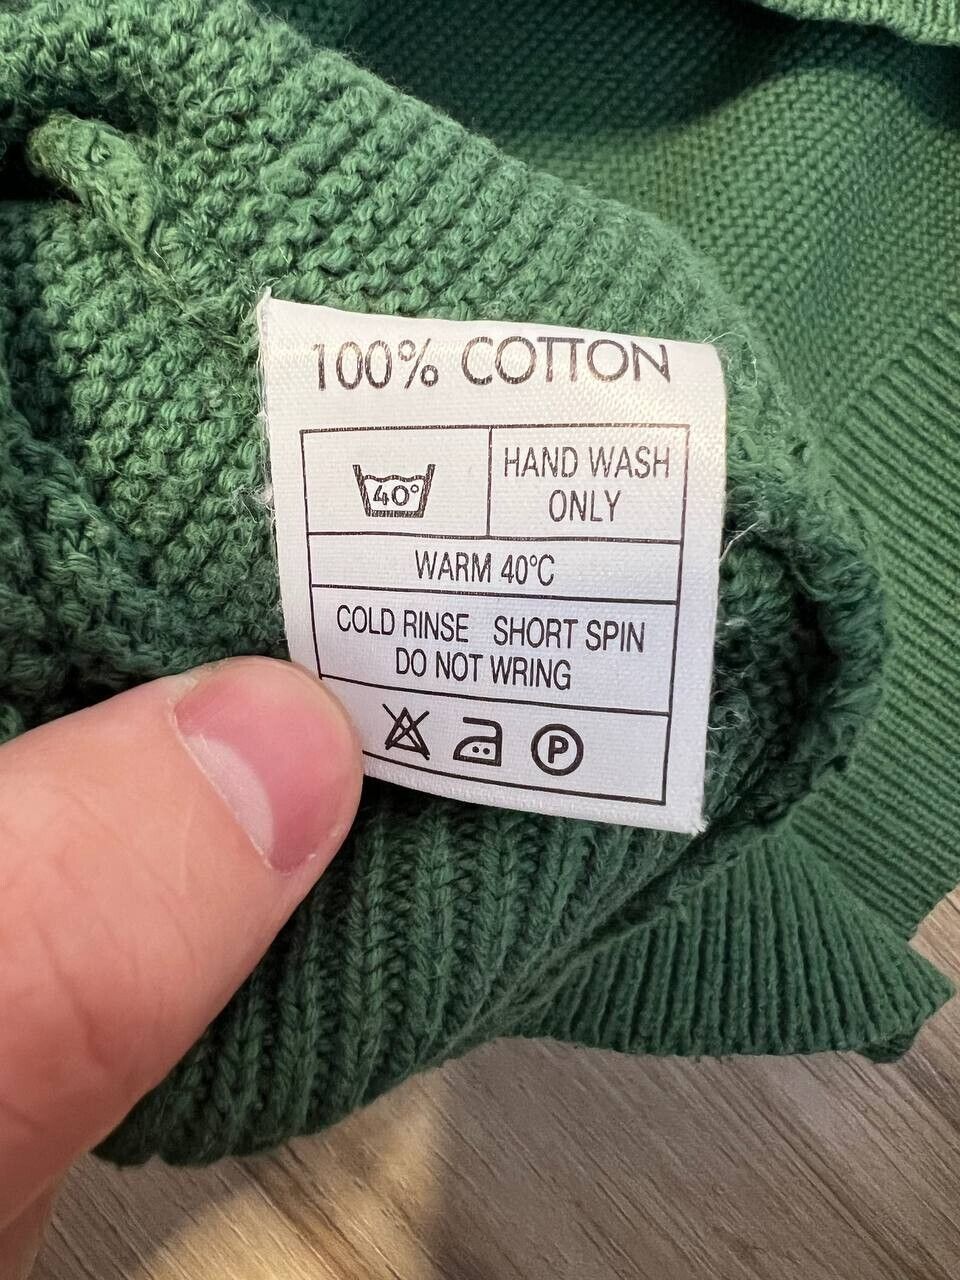 100% COTTON
40°
HAND WASH
ONLY
WARM 40°C
COLD RINSE SHORT SPIN
DO NOT WRING
P